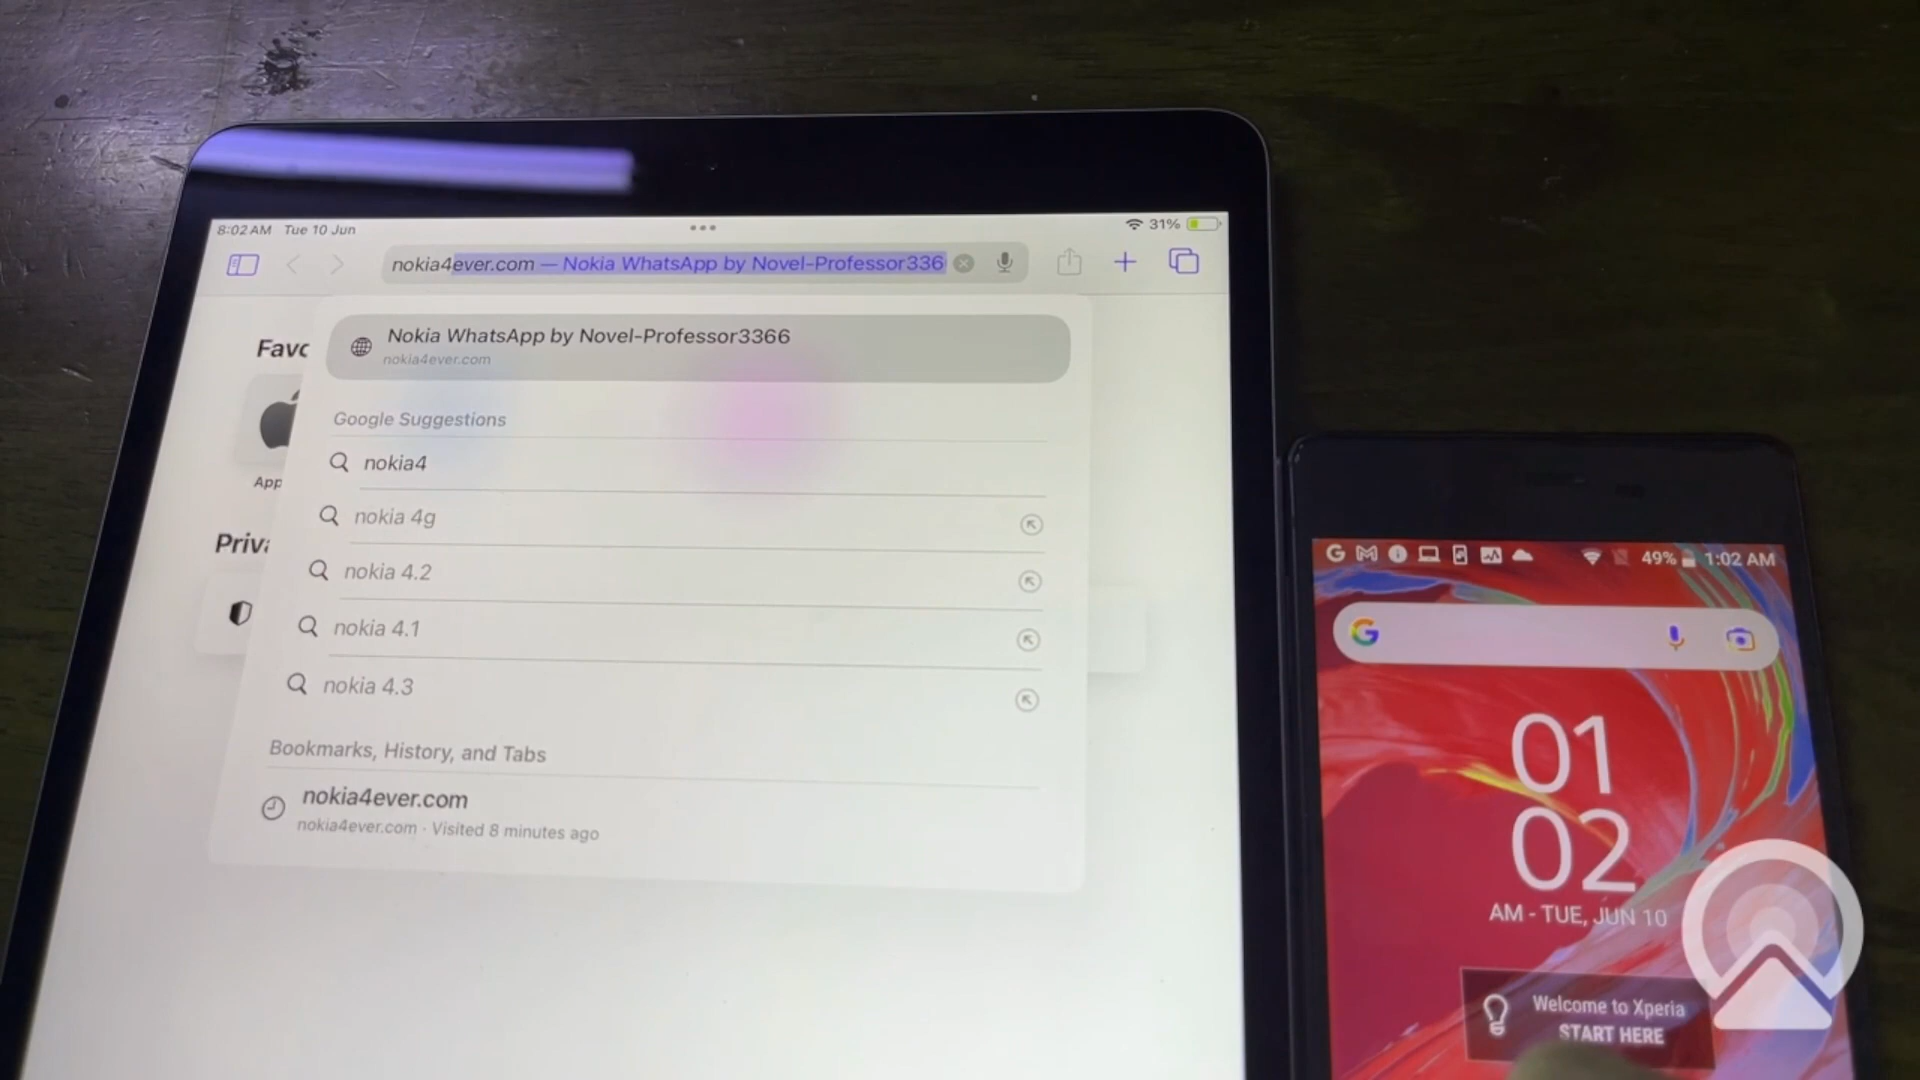 8:02 AM Tue 10 Jun
31%
nokia4ever.com — Nokia WhatsApp by Novel-Professor336
Nokia WhatsApp by Novel-Professor3366
nokia4ever.com
Favo
App
Priva
Google Suggestions
nokia4
nokia 4g
nokia 4.2
nokia 4.1
nokia 4.3
Bookmarks, History, and Tabs
nokia4ever.com
nokia4ever.com · Visited 8 minutes ago
49% 1:02 AM
01
02
AM - TUE, JUN 10
Welcome to Xperia
START HERE